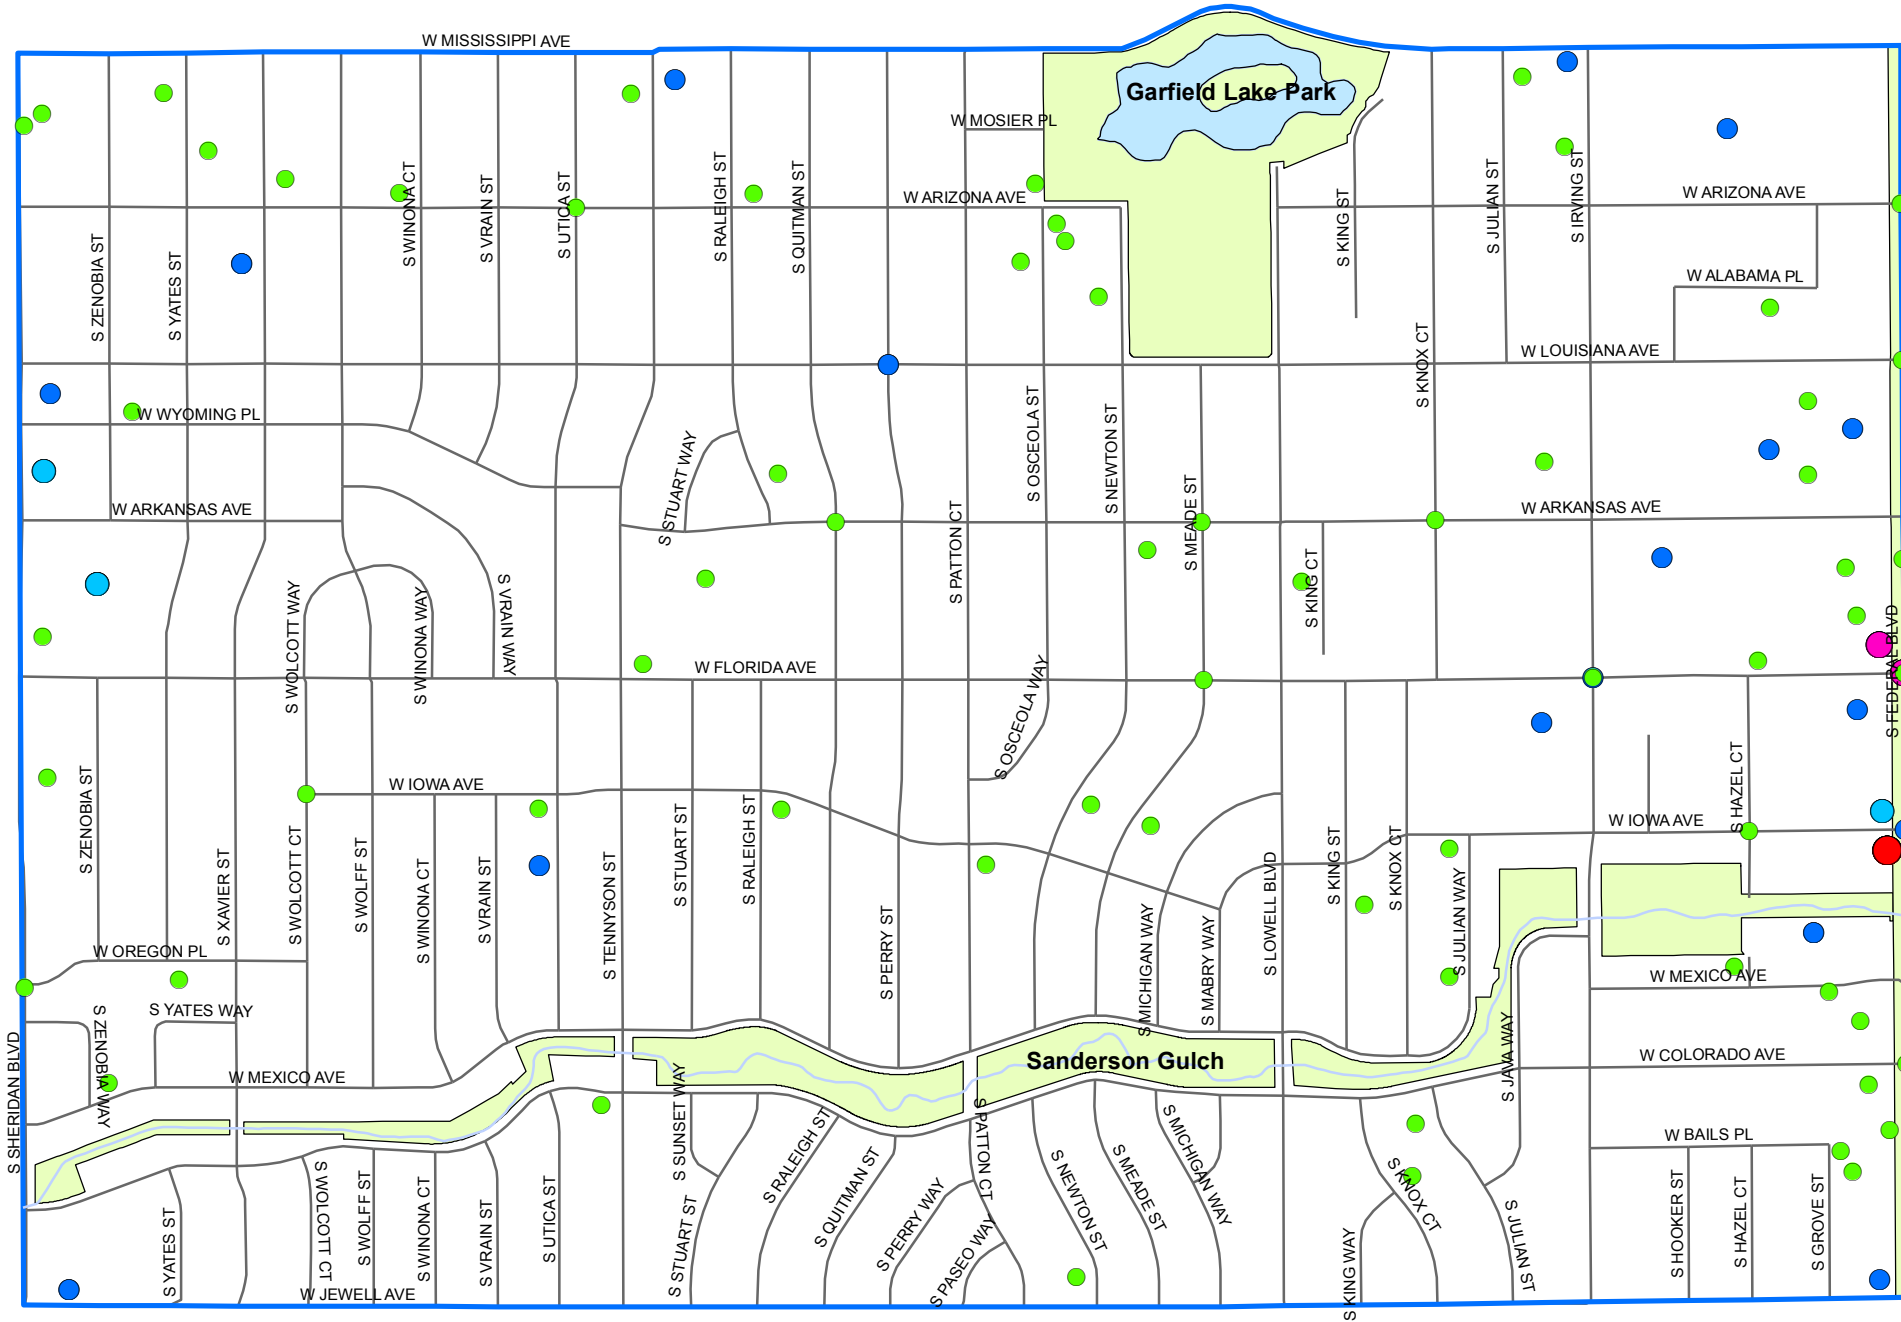 W MISSISSIPPI AVE
Garfield Lake Park
W MOSIER PL
S WINONA CT
S VRAIN ST
S UTICA ST
S RALEIGH ST
S QUITMAN ST
W ARIZONA AVE
S KING ST
S JULIAN ST
S IRVING ST
W ARIZONA AVE
S ZENOBIA ST
S YATES ST
W ALABAMA PL
W LOUISIANA AVE
S KNOX CT
W WYOMING PL
S STUART WAY
S OSCEOLA ST
S NEWTON ST
S MEADE ST
W ARKANSAS AVE
W ARKANSAS AVE
S PATTON CT
S KING CT
S WOLCOTT WAY
S WINONA WAY
S VRAIN WAY
W FLORIDA AVE
S OSCEOLA WAY
S FEDERAL BLVD
S ZENOBIA ST
W IOWA AVE
S STUART ST
S RALEIGH ST
W IOWA AVE
S HAZEL CT
S XAVIER ST
S WOLCOTT CT
S WOLFF ST
S WINONA CT
S VRAIN ST
S TENNYSON ST
S PERRY ST
S MICHIGAN WAY
S MABRY WAY
S LOWELL BLVD
S KING ST
S KNOX CT
S JULIAN WAY
W OREGON PL
W MEXICO AVE
S YATES WAY
S ZENOBIA WAY
S SHERIDAN BLVD
W MEXICO AVE
Sanderson Gulch
S JAVA WAY
W COLORADO AVE
S SUNSET WAY
S RALEIGH ST
S QUITMAN ST
S PATTON CT
S NEWTON ST
S MEADE ST
S MICHIGAN WAY
W BAILS PL
S YATES ST
S WOLCOTT CT
S WOLFF ST
S WINONA CT
S VRAIN ST
S UTICA ST
S STUART ST
S PERRY WAY
S PASEO WAY
S KING WAY
S KNOX CT
S JULIAN ST
S HOOKER ST
S HAZEL CT
S GROVE ST
W JEWELL AVE